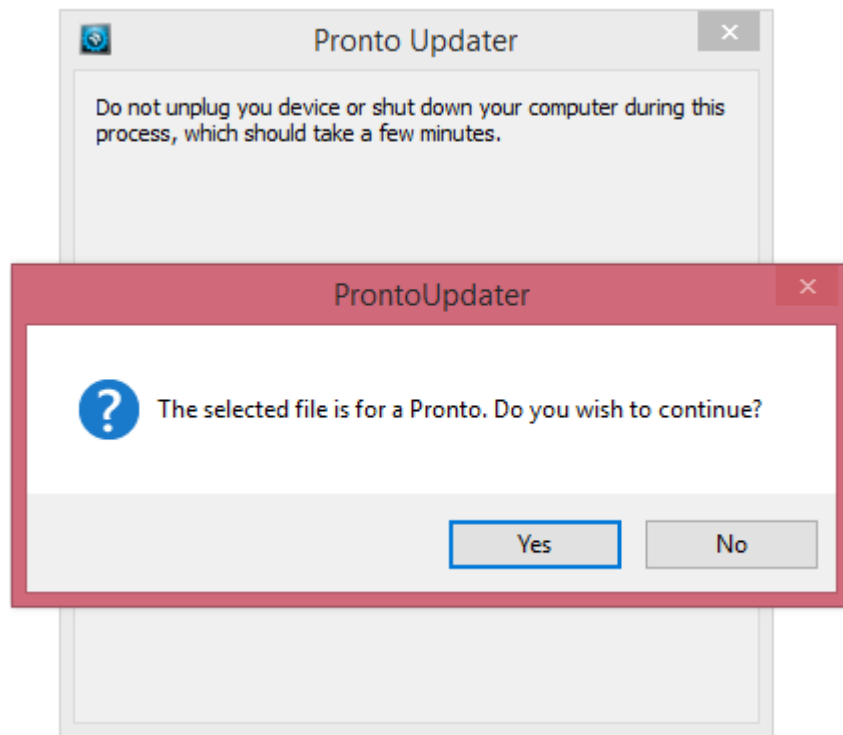 Pronto Updater
Do not unplug you device or shut down your computer during this
process, which should take a few minutes.
ProntoUpdater
The selected file is for a Pronto. Do you wish to continue?
Yes
No